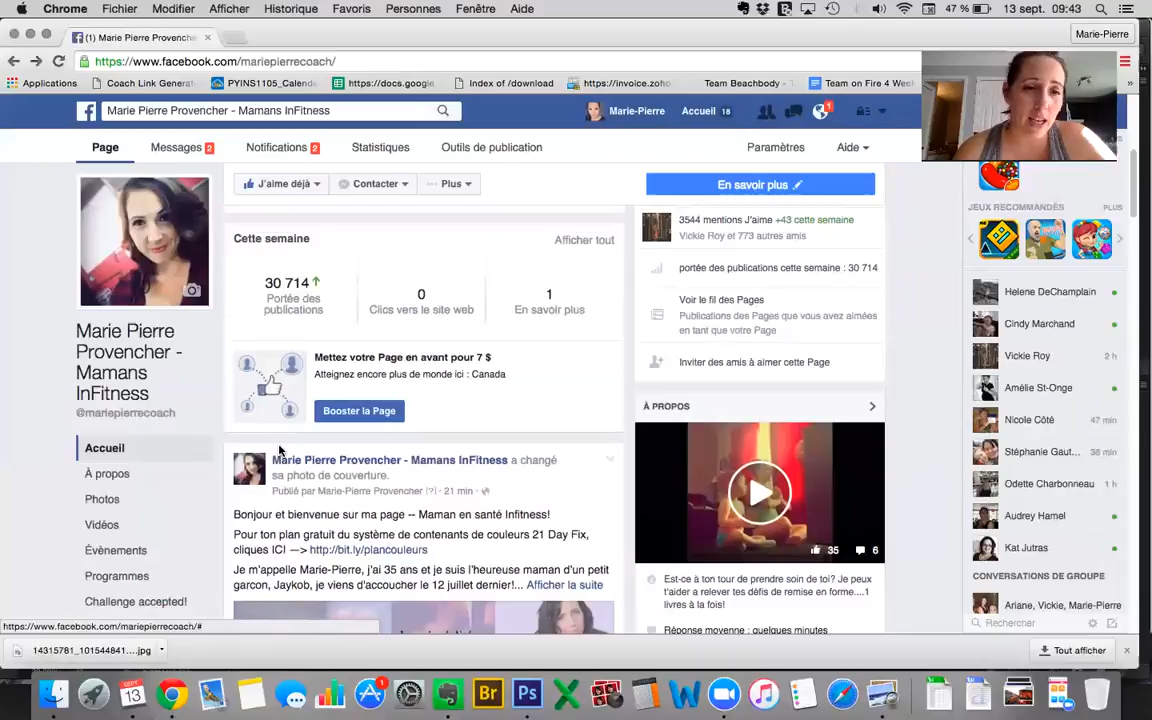 Chrome Fichier Modifier Afficher Historique Favoris Personnes Fenêtre Aide 47 % 13 sept. 09:43
(1) Marie Pierre Provenche Marie-Pierre
https://www.facebook.com/mariepierrecoach/
Applications Coach Link Generat PYINS1105_Calend https://docs.google Index of /download https://invoice.zoho Team Beachbody - Team on Fire 4 Week
Marie Pierre Provencher - Mamans InFitness Marie-Pierre Accueil 18 1
Page Messages 2 Notifications 2 Statistiques Outils de publication Paramètres Aide
J'aime déjà Contacter Plus En savoir plus
JEUX RECOMMANDÉS PLUS
Cette semaine Afficher tout
30 714
Portée des
publications
0
Clics vers le site web
1
En savoir plus
3544 mentions J'aime +43 cette semaine
Vickie Roy et 773 autres amis
portée des publications cette semaine : 30 714
Voir le fil des Pages
Publications des Pages que vous avez aimées
en tant que votre Page
Inviter des amis à aimer cette Page
Marie Pierre
Provencher -
Mamans
InFitness
@mariepierrecoach
Mettez votre Page en avant pour 7 $
Atteignez encore plus de monde ici : Canada
Booster la Page
À PROPOS
35 6
Est-ce à ton tour de prendre soin de toi? Je peux
t'aider a relever tes défis de remise en forme....1
livres à la fois!
Réponse moyenne : quelques minutes
Accueil
À propos
Photos
Vidéos
Évènements
Programmes
Challenge accepted!
Marie Pierre Provencher - Mamans InFitness a changé
sa photo de couverture.
Publié par Marie-Pierre Provencher [?] · 21 min ·
Bonjour et bienvenue sur ma page -- Maman en santé Infitness!
Pour ton plan gratuit du système de contenants de couleurs 21 Day Fix,
cliques ICI —> http://bit.ly/plancouleurs
Je m'appelle Marie-Pierre, j'ai 35 ans et je suis l'heureuse maman d'un petit
garçon, Jaykob, je viens d'accoucher le 12 juillet dernier!... Afficher la suite
Helene DeChamplain
Cindy Marchand
Vickie Roy 2 h
Amélie St-Onge
Nicole Côté 47 min
Stéphanie Gaut... 38 min
Odette Charbonneau 1 h
Audrey Hamel
Kat Jutras
CONVERSATIONS DE GROUPE
Ariane, Vickie, Marie-Pierre
Rechercher
https://www.facebook.com/mariepierrecoach/#
14315781_101544841....jpg Tout afficher
13 1 Br Ps